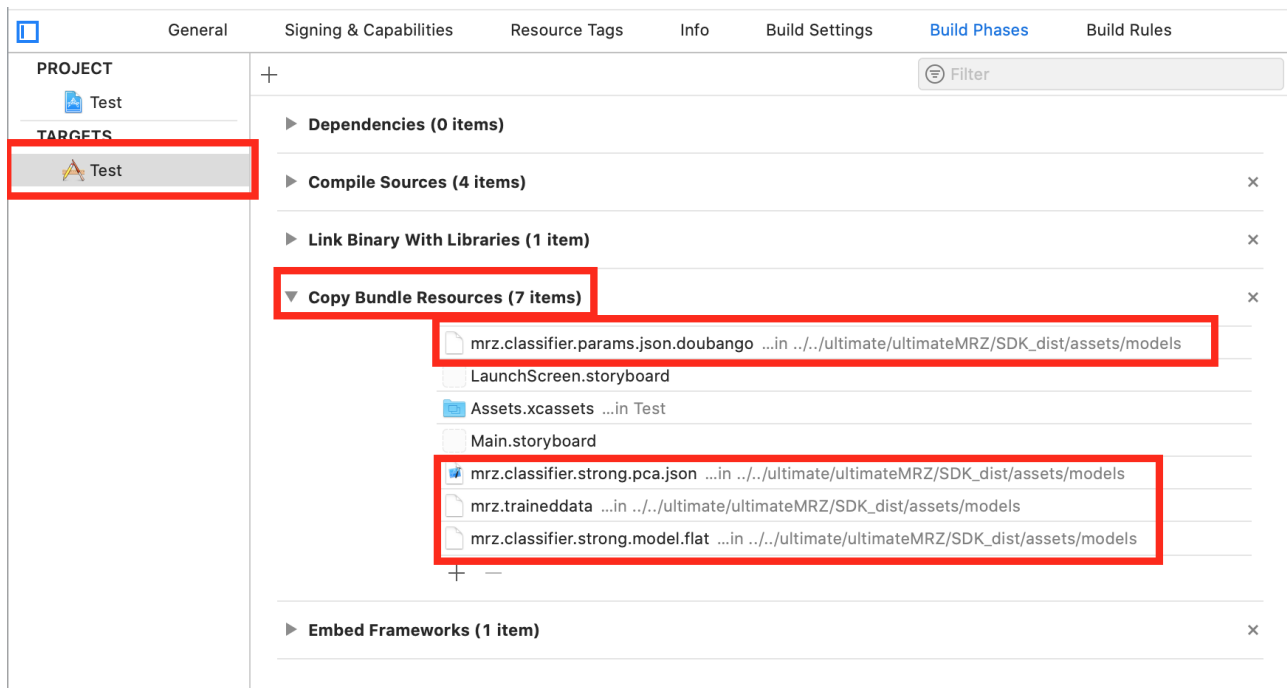 General Signing & Capabilities Resource Tags Info Build Settings Build Phases Build Rules
PROJECT
Test
TARGETS
Test
Filter
Dependencies (0 items)
Compile Sources (4 items)
Link Binary With Libraries (1 item)
Copy Bundle Resources (7 items)
mrz.classifier.params.json.doubango ...in ../../ultimate/ultimateMRZ/SDK_dist/assets/models
LaunchScreen.storyboard
Assets.xcassets ...in Test
Main.storyboard
mrz.classifier.strong.pca.json ...in ../../ultimate/ultimateMRZ/SDK_dist/assets/models
mrz.traineddata ...in ../../ultimate/ultimateMRZ/SDK_dist/assets/models
mrz.classifier.strong.model.flat ...in ../../ultimate/ultimateMRZ/SDK_dist/assets/models
Embed Frameworks (1 item)